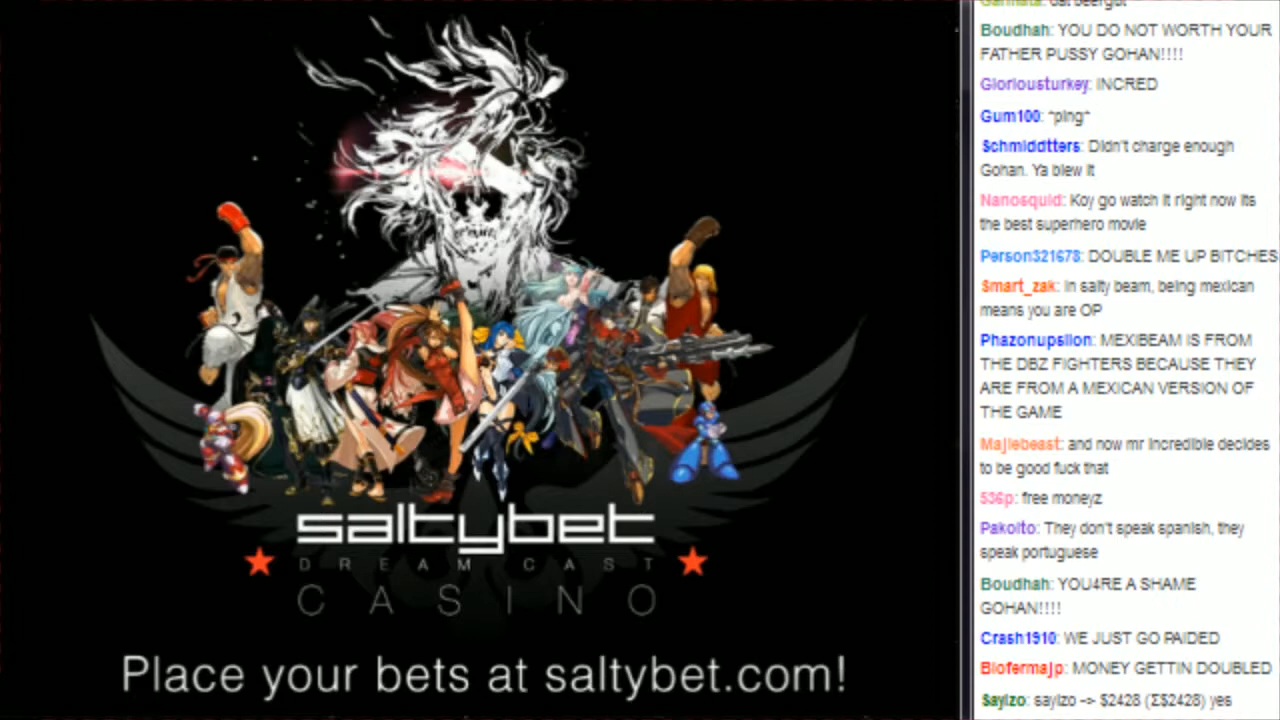 saltybet
DREAM CAST
CASINO
Place your bets at saltybet.com!
Boudhah: YOU DO NOT WORTH YOUR
FATHER PUSSY GOHAN!!!!
Gloriousturkey: INCRED
Gum100: *ping*
Schmiddtters: Didn't charge enough
Gohan. Ya blew it
Nanosquid: Koy go watch it right now its
the best superhero movie
Person321678: DOUBLE ME UP BITCHES
Smart_zak: in salty beam, being mexican
means you are OP
Phazonupsilon: MEXIBEAM IS FROM
THE DBZ FIGHTERS BECAUSE THEY
ARE FROM A MEXICAN VERSION OF
THE GAME
Majiebeast: and now mr incredible decides
to be good fuck that
536p: free moneyz
Pakoito: They don't speak spanish, they
speak portuguese
Boudhah: YOU4RE A SHAME
GOHAN!!!!
Crash1910: WE JUST GO PAIDED
Biofermajp: MONEY GETTIN DOUBLED
Sayizo: sayizo -> $2428 (Σ$2428) yes